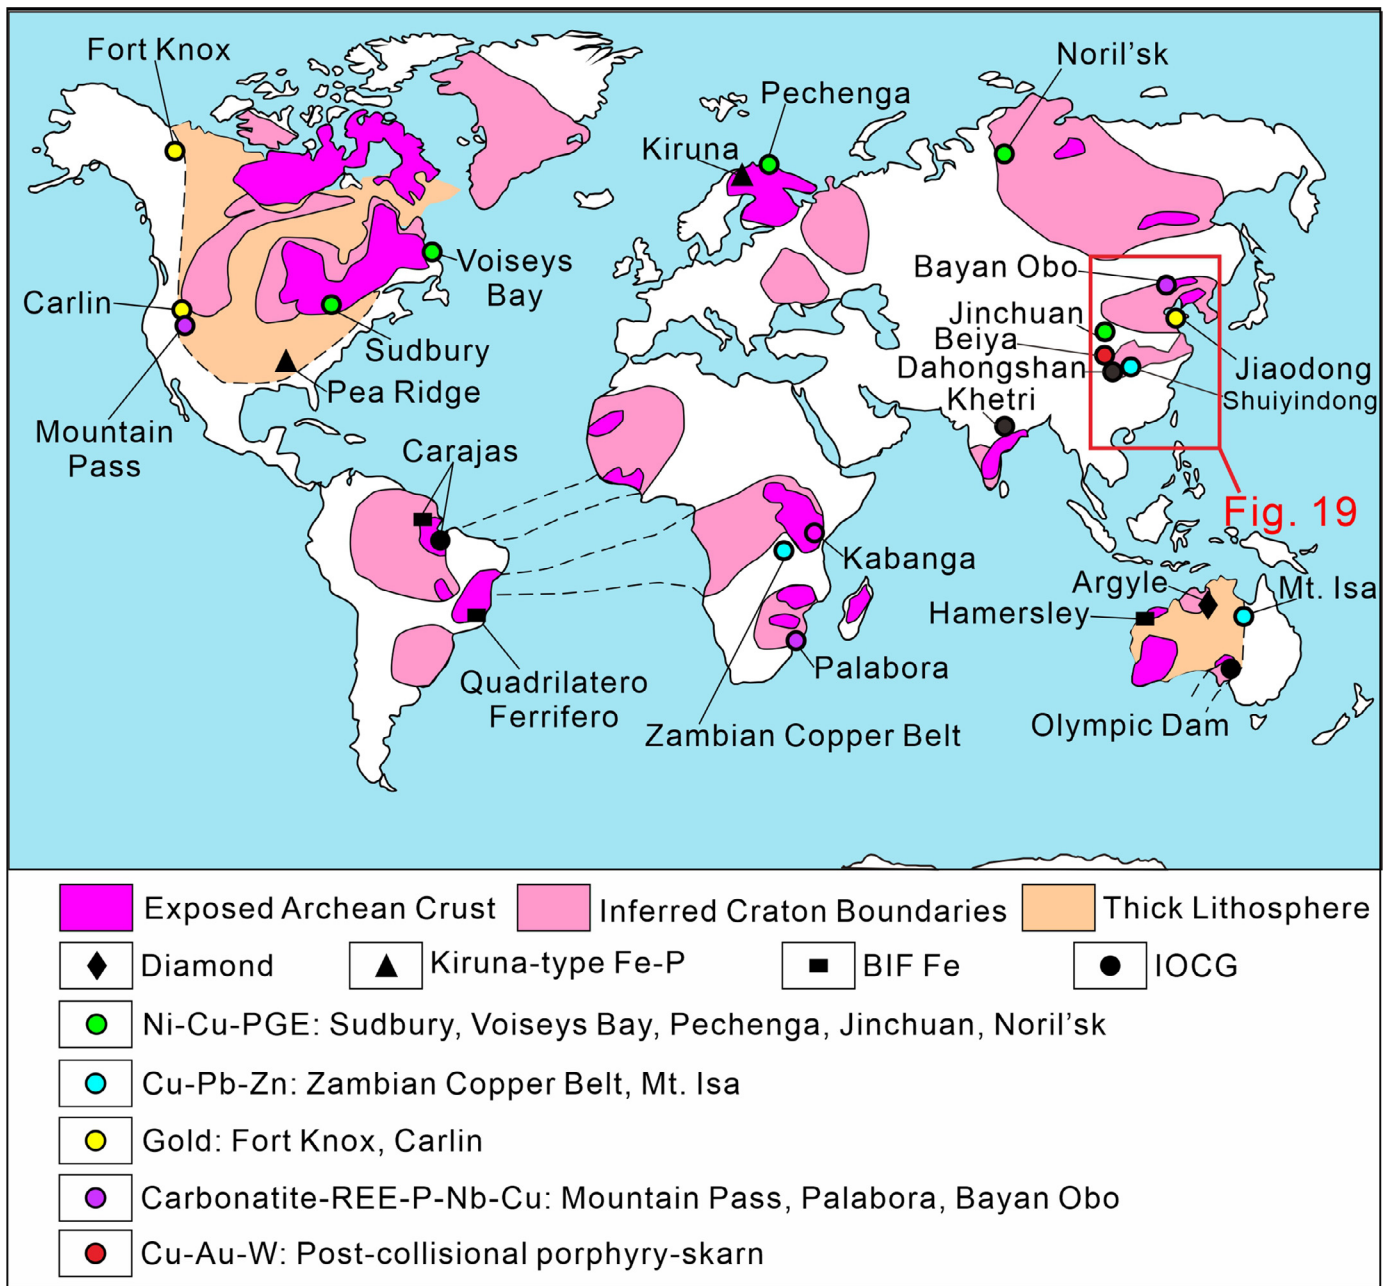 Fort Knox
Noril'sk
Pechenga
Kiruna
Voiseys
Bay
Bayan Obo
Carlin
Jinchuan
Beiya
Sudbury
Dahongshan
Jiaodong
Pea Ridge
Khetri
Shuiyindong
Mountain
Pass
Carajas
Fig. 19
Kabanga
Argyle
Mt. Isa
Hamersley
Palabora
Quadrilatero
Ferrifero
Zambian Copper Belt
Olympic Dam
Exposed Archean Crust
Inferred Craton Boundaries
Thick Lithosphere
Diamond
Kiruna-type Fe-P
BIF Fe
IOCG
Ni-Cu-PGE: Sudbury, Voiseys Bay, Pechenga, Jinchuan, Noril'sk
Cu-Pb-Zn: Zambian Copper Belt, Mt. Isa
Gold: Fort Knox, Carlin
Carbonatite-REE-P-Nb-Cu: Mountain Pass, Palabora, Bayan Obo
Cu-Au-W: Post-collisional porphyry-skarn